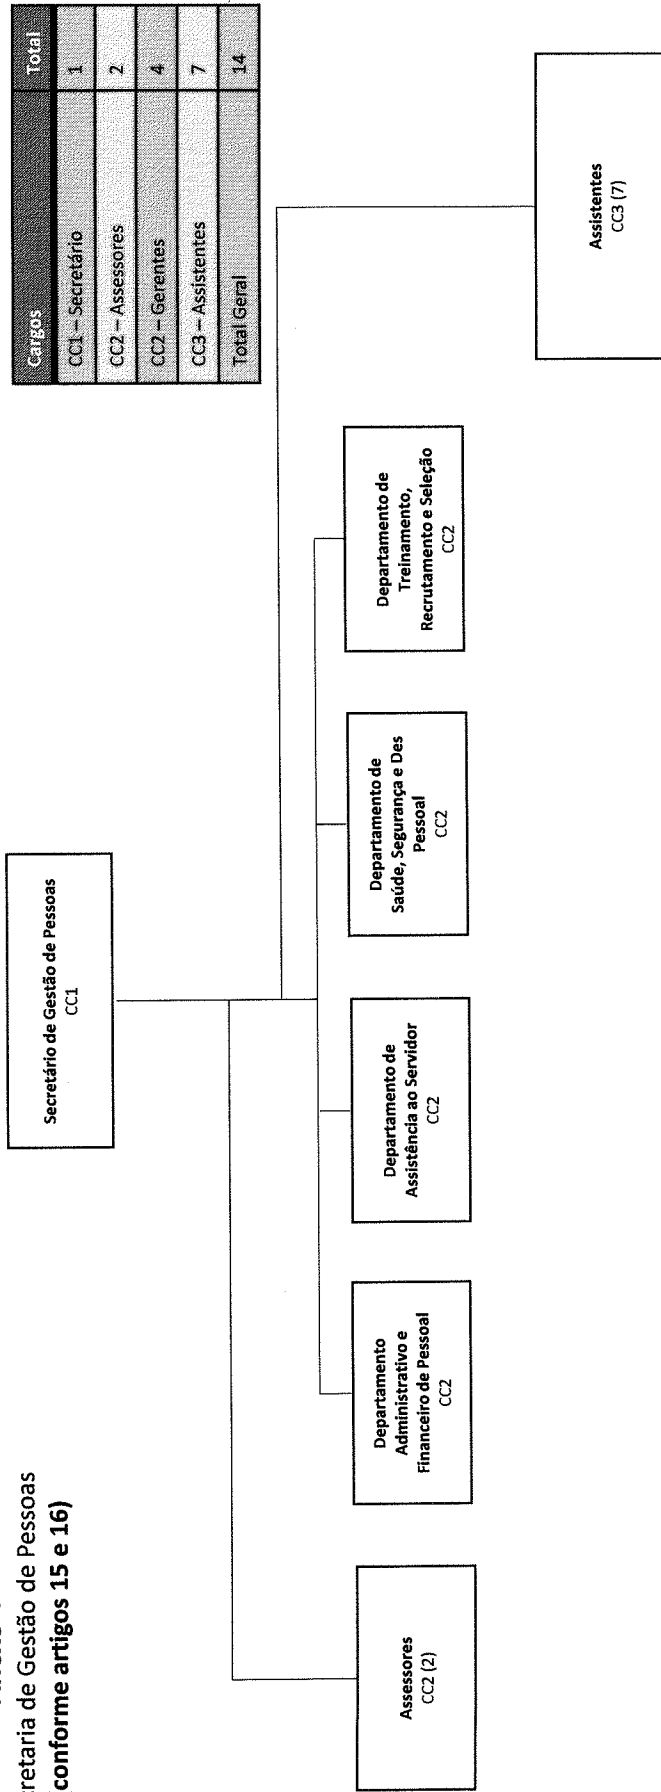 retaria de Gestão de Pessoas
conforme artigos 15 e 16)
Cargos Total
CC1 – Secretário 1
CC2 – Assessores 2
CC2 – Gerentes 4
CC3 – Assistentes 7
Total Geral 14
Secretário de Gestão de Pessoas
CC1
Assessores
CC2 (2)
Departamento
Administrativo e
Financeiro de Pessoal
CC2
Departamento de
Assistência ao Servidor
CC2
Departamento de
Saúde, Segurança e Des
Pessoal
CC2
Departamento de
Treinamento,
Recrutamento e Seleção
CC2
Assistentes
CC3 (7)